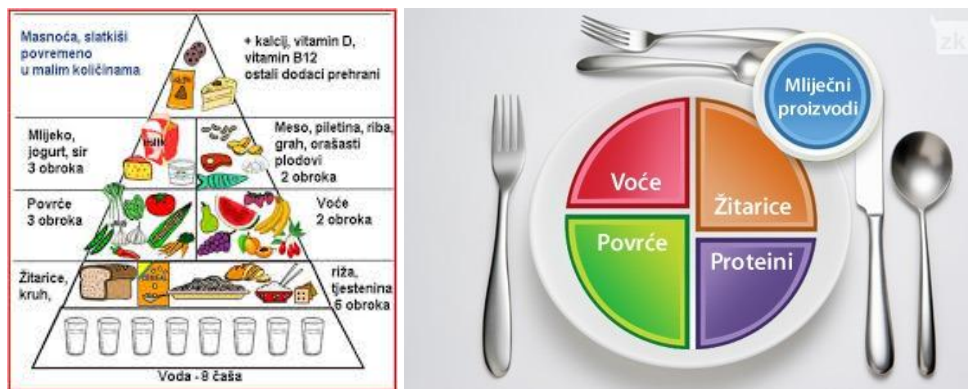 Masnoća, slatkiši
povremeno
u malim količinama
+ kalcij, vitamin D,
vitamin B12
ostali dodaci prehrani
Mlijeko,
jogurt, sir
3 obroka
Meso, piletina, riba,
grah, orašasti
plodovi
2 obroka
Povrće
3 obroka
Voće
2 obroka
Žitarice,
kruh,
riža,
tjestenina
6 obroka
Voda - 8 čaša
Mliječni
proizvodi
Voće
Žitarice
Povrće
Proteini
zk